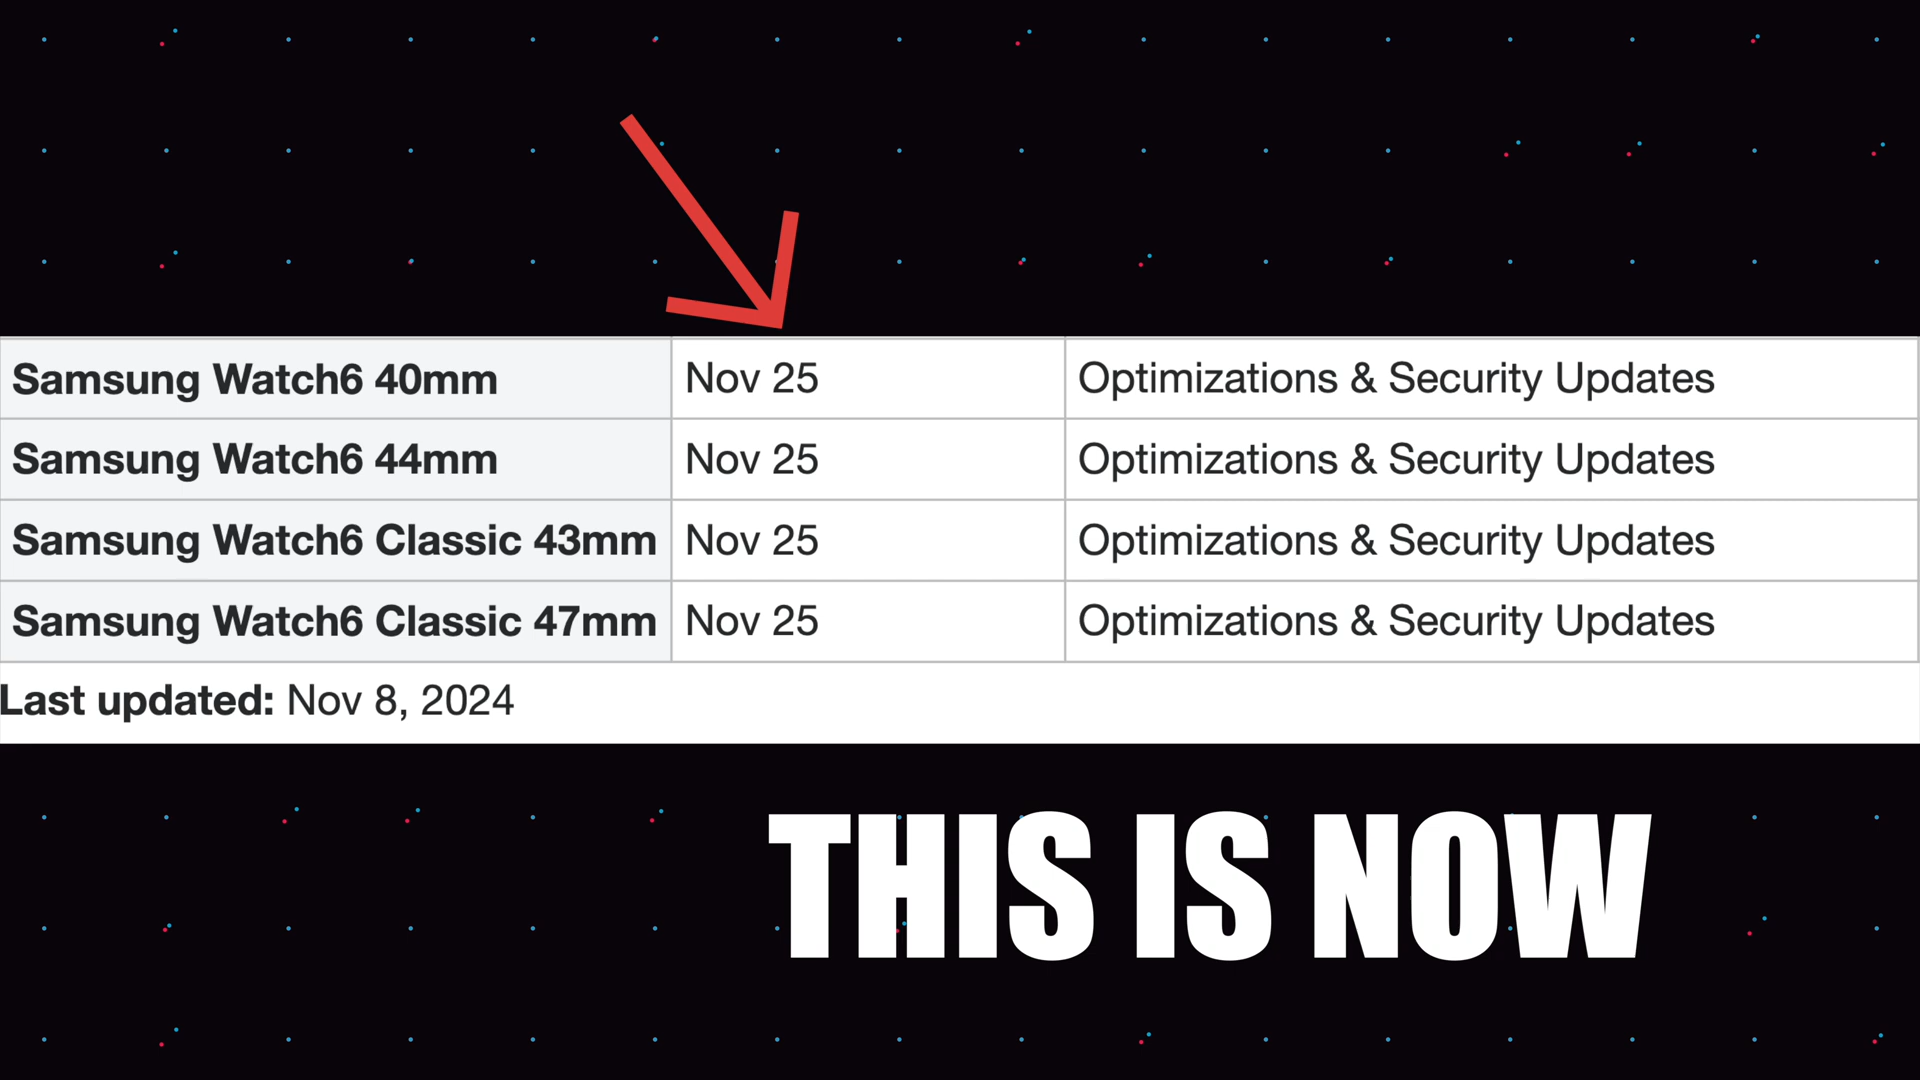 Samsung Watch6 40mm Nov 25 Optimizations & Security Updates
Samsung Watch6 44mm Nov 25 Optimizations & Security Updates
Samsung Watch6 Classic 43mm Nov 25 Optimizations & Security Updates
Samsung Watch6 Classic 47mm Nov 25 Optimizations & Security Updates
Last updated: Nov 8, 2024
THIS IS NOW